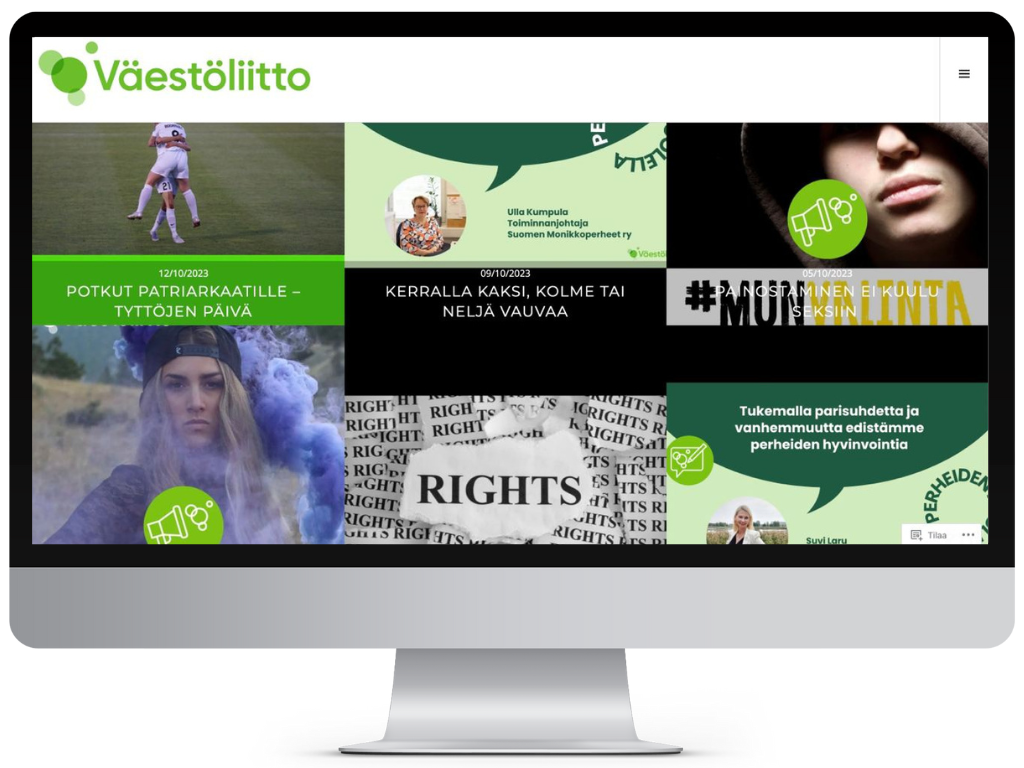 Väestöliitto
9
21
12/10/2023
POTKUT PATRIARKAATILLE –
TYTTÖJEN PÄIVÄ
Ulla Kumpula
Toiminnanjohtaja
Suomen Monikkoperheet ry
09/10/2023
KERRALLA KAKSI, KOLME TAI
NELJÄ VAUVAA
05/10/2023
PAINOSTAMINEN EI KUULU
SEKSIIN
#MUNVALINTA
RIGHTS
Tukemalla parisuhdetta ja
vanhemmuutta edistämme
perheiden hyvinvointia
PERHEIDEN
Suvi Laru
Tilaa